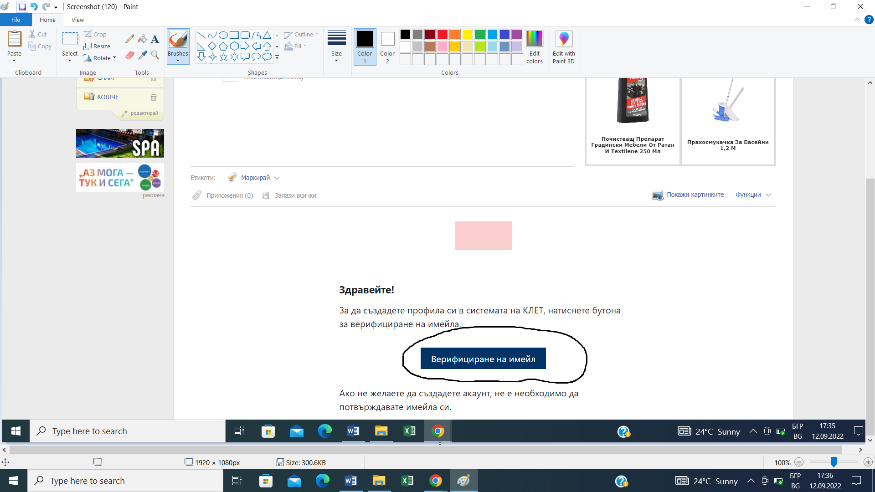 Screenshot (120) - Paint
File
Home
View
Paste
Cut
Copy
Clipboard
Select
Crop
Resize
Rotate
Image
Tools
Brushes
Shapes
Outline
Fill
Size
Color 1
Color 2
Edit colors
Edit with Paint 3D
Colors
КОШЧЕ
редактирай
SPA
„АЗ МОГА –
ТУК И СЕГА“
реклама
Почистващ Препарат
Градински Мебели От Ратан
И Textilene 250 Мл
Прахосмукачка За Басейни
1,2 М
Етикети:
Маркирай
Приложения (0)
Запази всички
Покажи картинките
Функции
Здравейте!
За да създадете профила си в системата на КЛЕТ, натиснете бутона
за верифициране на имейла.
Верифициране на имейл
Ако не желаете да създадете акаунт, не е необходимо да
потвърждавате имейла си.
Type here to search
24°C Sunny
БГР
BG
17:35
12.09.2022
1920 × 1080px
Size: 300.6KB
100%
Type here to search
24°C Sunny
БГР
BG
17:36
12.09.2022